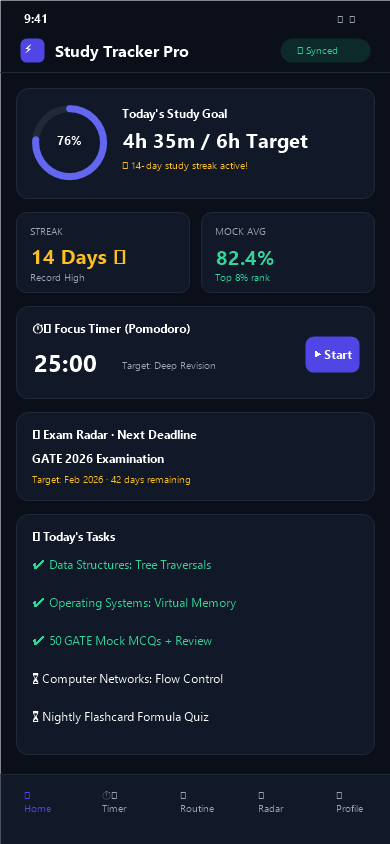 9:41
⚡ Study Tracker Pro
Synced
76%
Today's Study Goal
4h 35m / 6h Target
14-day study streak active!
STREAK
14 Days
Record High
MOCK AVG
82.4%
Top 8% rank
⏱ Focus Timer (Pomodoro)
25:00
Target: Deep Revision
▶ Start
Exam Radar · Next Deadline
GATE 2026 Examination
Target: Feb 2026 · 42 days remaining
Today's Tasks
✔ Data Structures: Tree Traversals
✔ Operating Systems: Virtual Memory
✔ 50 GATE Mock MCQs + Review
⏳ Computer Networks: Flow Control
⏳ Nightly Flashcard Formula Quiz
Home
Timer
Routine
Radar
Profile